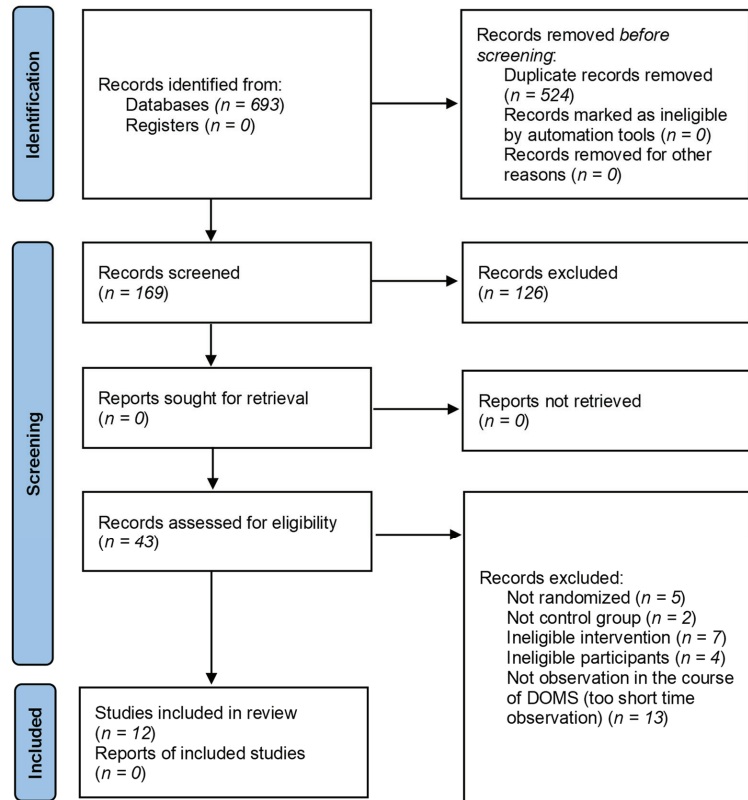 Identification
Records identified from:
Databases (n = 693)
Registers (n = 0)
Records removed before
screening:
Duplicate records removed
(n = 524)
Records marked as ineligible
by automation tools (n = 0)
Records removed for other
reasons (n = 0)
Screening
Records screened
(n = 169)
Records excluded
(n = 126)
Reports sought for retrieval
(n = 0)
Reports not retrieved
(n = 0)
Records assessed for eligibility
(n = 43)
Records excluded:
Not randomized (n = 5)
Not control group (n = 2)
Ineligible intervention (n = 7)
Ineligible participants (n = 4)
Not observation in the course
of DOMS (too short time
observation) (n = 13)
Included
Studies included in review
(n = 12)
Reports of included studies
(n = 0)